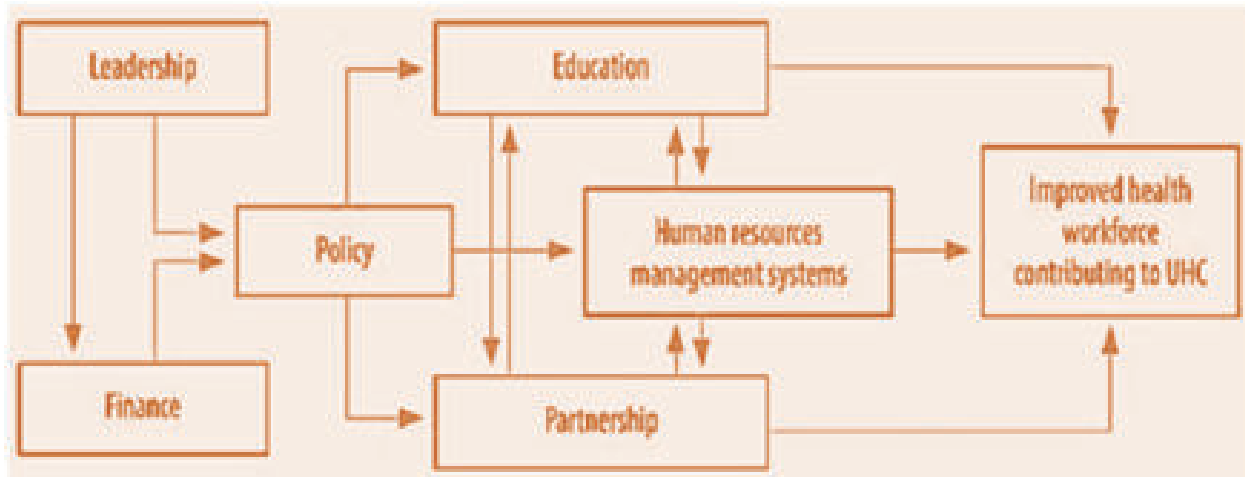 Leadership
Education
Improved health
workforce
contributing to UHC
Human resources
management systems
Policy
Finance
Partnership